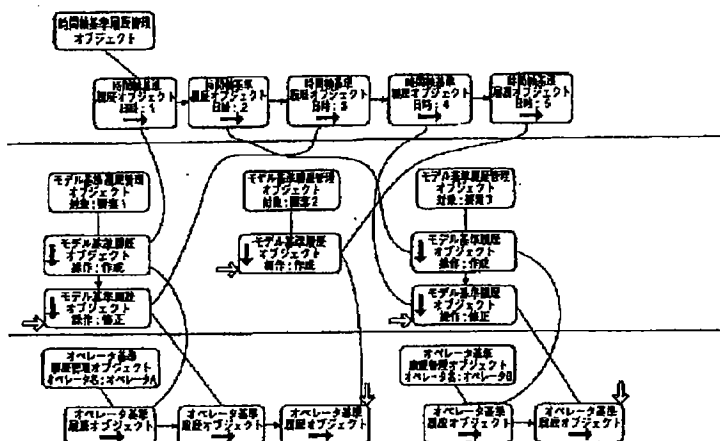 時間軸基準履歴管理
オブジェクト
時間軸基準
履歴オブジェクト
日時:1
時間軸基準
履歴オブジェクト
日時:2
時間軸基準
履歴オブジェクト
日時:3
時間軸基準
履歴オブジェクト
日時:4
時間軸基準
履歴オブジェクト
日時:5
モデル基準履歴管理
オブジェクト
対象:要素1
モデル基準履歴管理
オブジェクト
対象:要素2
モデル基準履歴管理
オブジェクト
対象:要素3
モデル基準履歴
オブジェクト
操作:作成
モデル基準履歴
オブジェクト
操作:作成
モデル基準履歴
オブジェクト
操作:作成
モデル基準履歴
オブジェクト
操作:修正
モデル基準履歴
オブジェクト
操作:修正
オペレータ基準
履歴管理オブジェクト
オペレータ名:オペレータA
オペレータ基準
履歴管理オブジェクト
オペレータ名:オペレータB
オペレータ基準
履歴オブジェクト
オペレータ基準
履歴オブジェクト
オペレータ基準
履歴オブジェクト
オペレータ基準
履歴オブジェクト
オペレータ基準
履歴オブジェクト